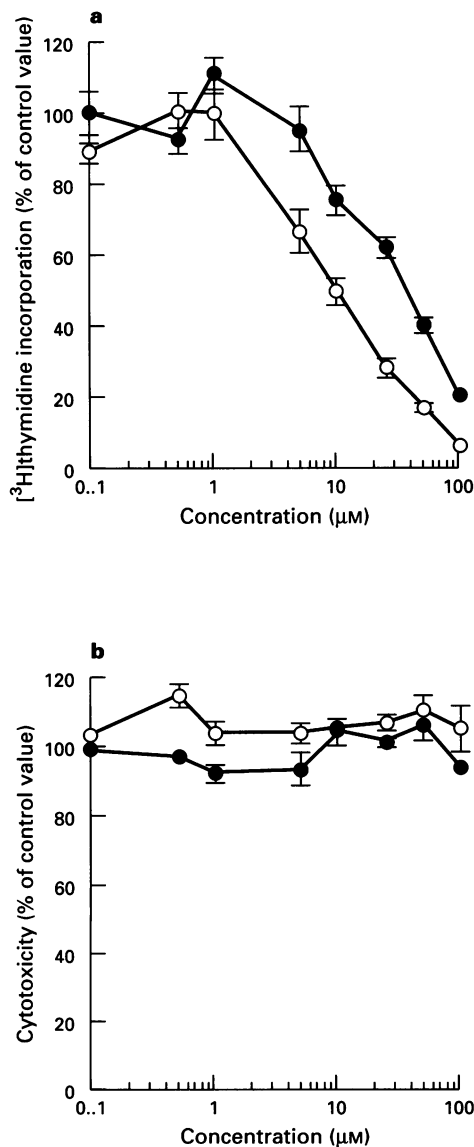 a
120
100
80
60
40
20
0
[³H]thymidine incorporation (% of control value)
0..1 1 10 100
Concentration (μM)
b
120
100
80
60
40
20
0
Cytotoxicity (% of control value)
0..1 1 10 100
Concentration (μM)